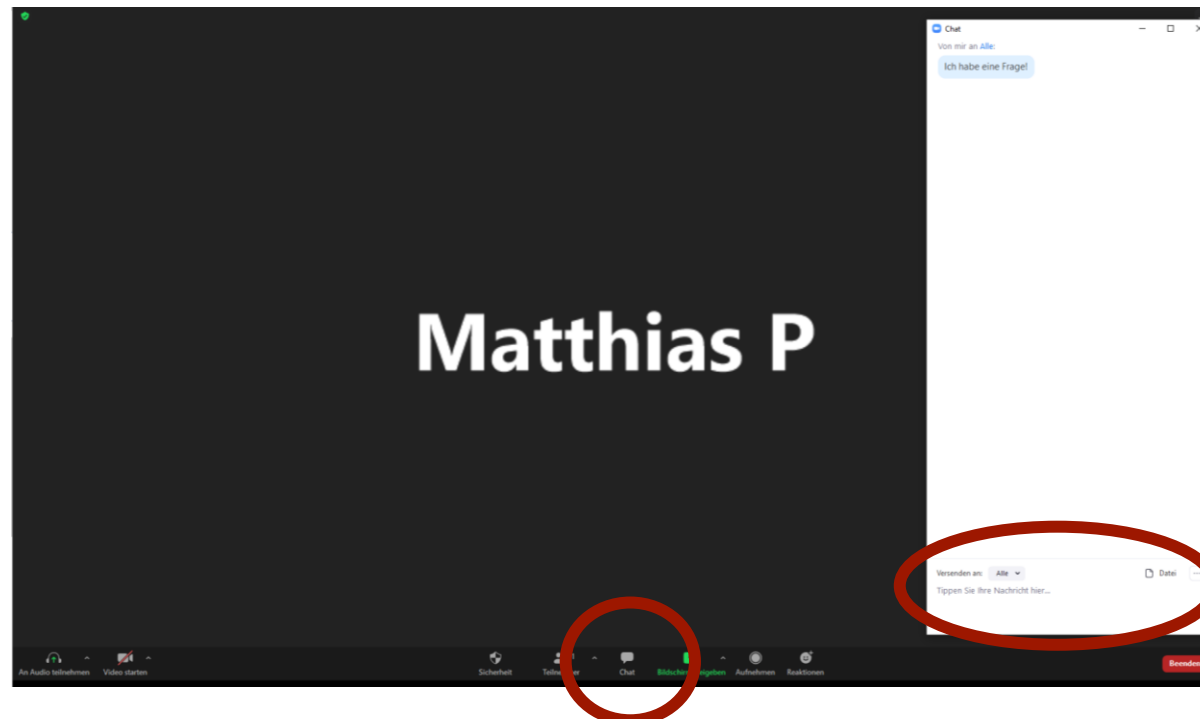 Chat
Von mir an Alle:
Ich habe eine Frage!
Matthias P
Versenden an: Alle
Datei
Tippen Sie Ihre Nachricht hier...
An Audio teilnehmen
Video starten
Sicherheit
Chat
Aufnehmen
Reaktionen
Beenden